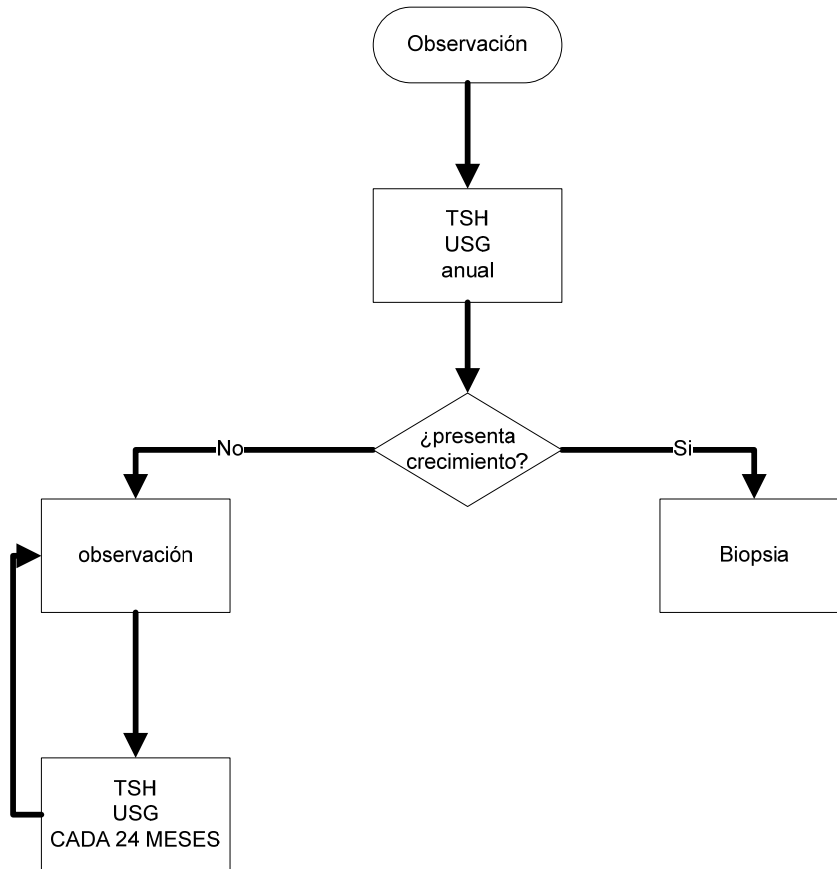 Observación
TSH
USG
anual
¿presenta
crecimiento?
No
Si
observación
Biopsia
TSH
USG
CADA 24 MESES